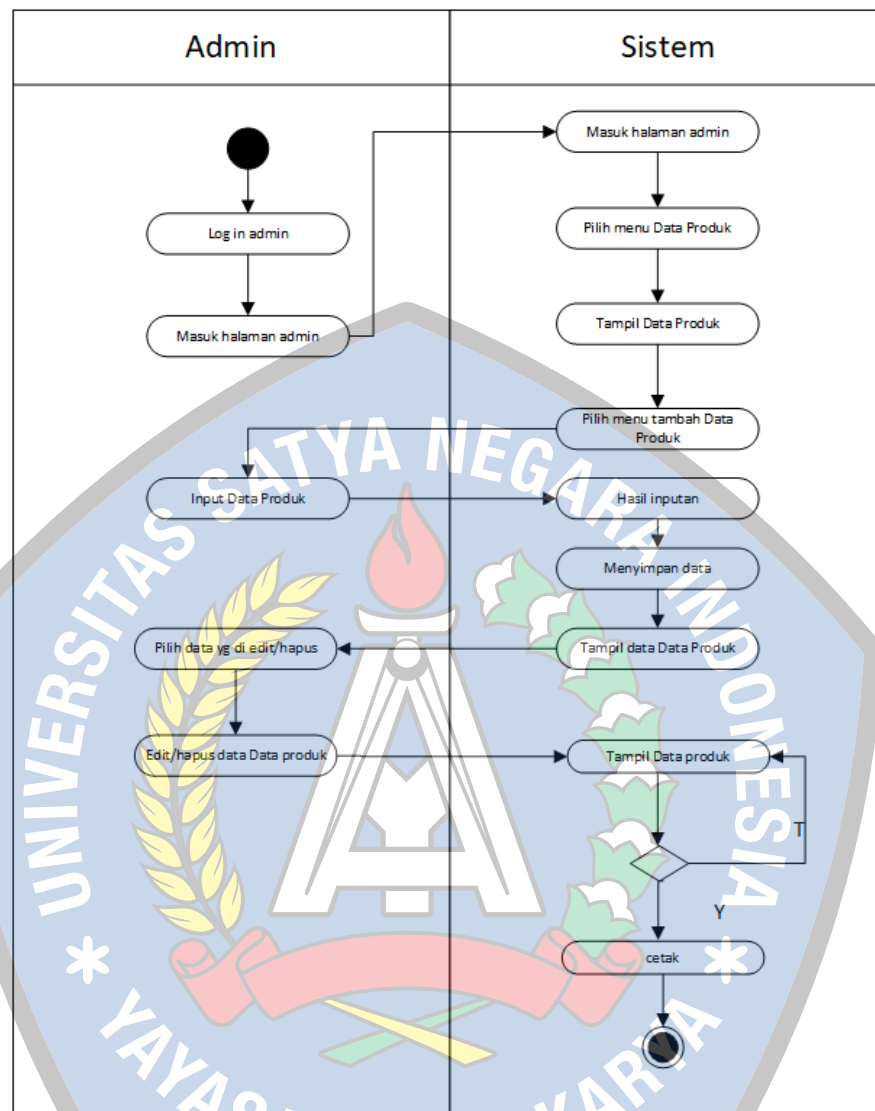 Admin
Sistem
Masuk halaman admin
Log in admin
Pilih menu Data Produk
Masuk halaman admin
Tampil Data Produk
Pilih menu tambah Data
Produk
Input Data Produk
Hasil inputan
Menyimpan data
Pilih data yg di edit/hapus
Tampil data Data Produk
Edit/hapus data Data produk
Tampil Data produk
T
Y
cetak
UNIVERSITAS SATYA NEGARA INDONESIA